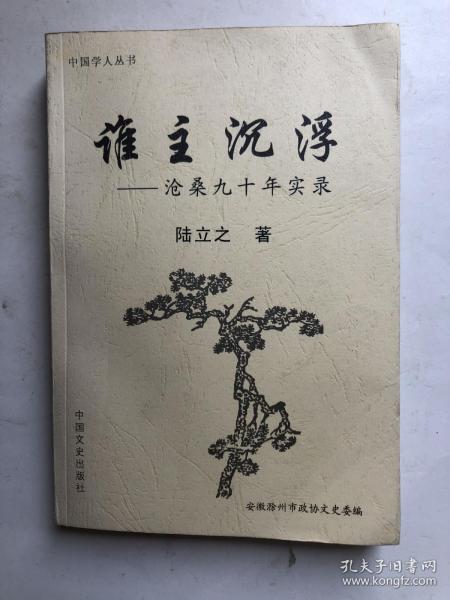 中国学人丛书
谁主沉浮
——沧桑九十年实录
陆立之 著
中国文史出版社
安徽滁州市政协文史委编
孔夫子旧书网
www.kongfz.com